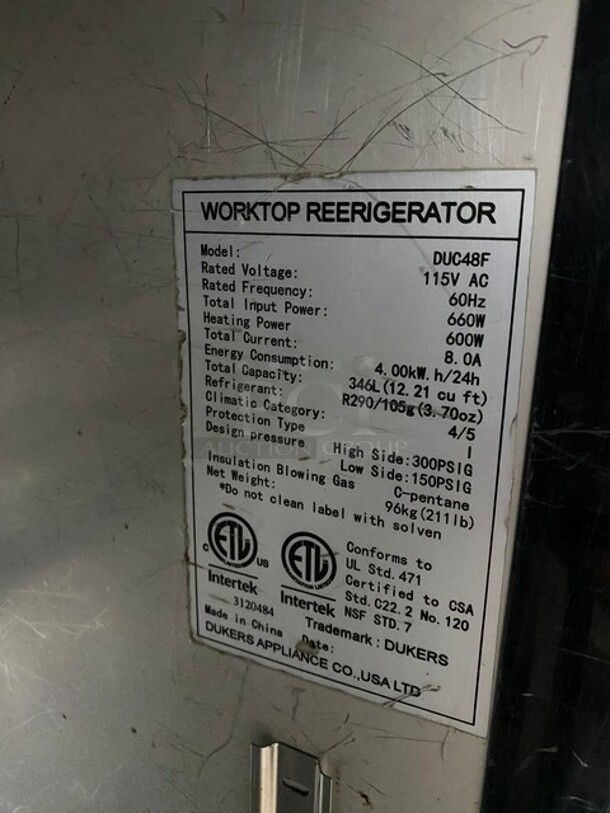 WORKTOP REERIGERATOR
Model: DUC48F
Rated Voltage: 115V AC
Rated Frequency: 60Hz
Total Input Power: 660W
Heating Power 600W
Total Current: 8.0A
Energy Consumption: 4.00kW.h/24h
Total Capacity: 346L(12.21 cu ft)
Refrigerant: R290/105g(3.70oz)
Climatic Category: 4/5
Protection Type I
Design pressure High Side:300PSIG
Low Side:150PSIG
Insulation Blowing Gas C-pentane
Net Weight: 96kg(211lb)
*Do not clean label with solven
C ETL US
Intertek
3120484
ETL
Intertek
Conforms to
UL Std. 471
Certified to CSA
Std. C22.2 No. 120
NSF STD.7
Trademark: DUKERS
Made in China Date:
DUKERS APPLIANCE CO.,USA LTD
AUCTION GROUP